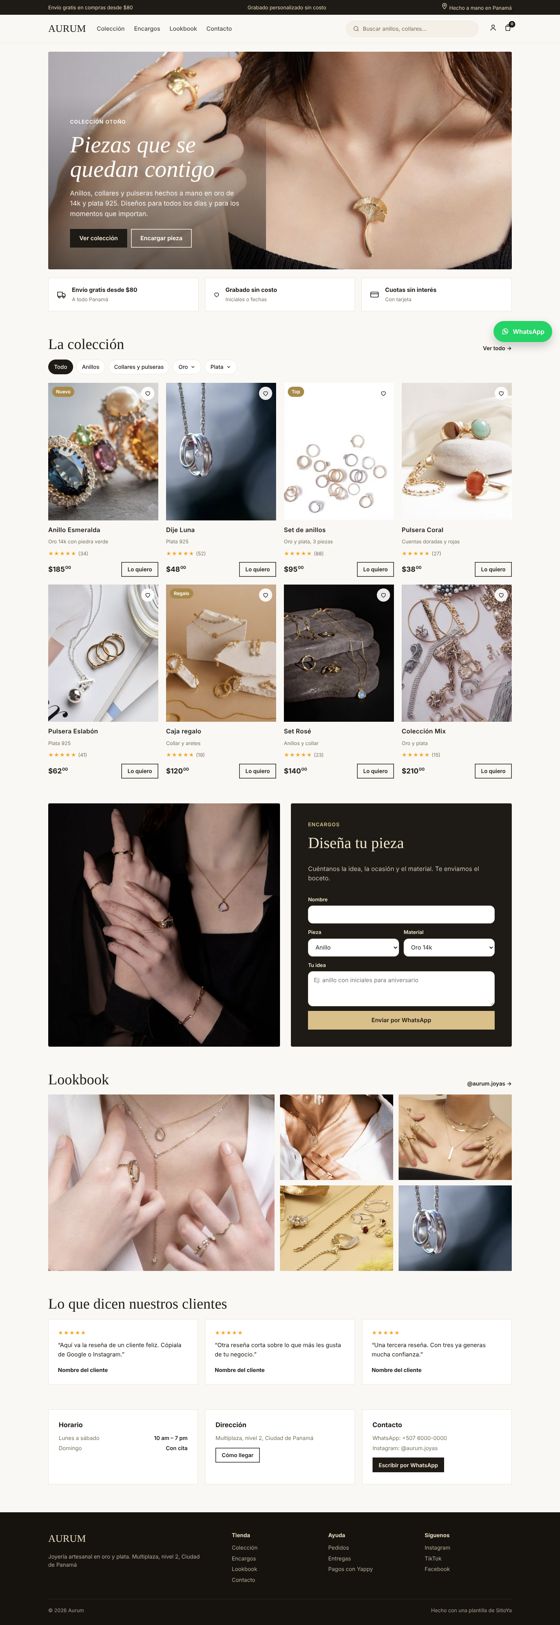 Envío gratis en compras desde $80
Grabado personalizado sin costo
Hecho a mano en Panamá
AURUM
Colección
Encargos
Lookbook
Contacto
Buscar anillos, collares...
0
COLECCIÓN OTOÑO
Piezas que se
quedan contigo
Anillos, collares y pulseras hechos a mano en oro de
14k y plata 925. Diseños para todos los días y para los
momentos que importan.
Ver colección
Encargar pieza
Envío gratis desde $80
A todo Panamá
Grabado sin costo
Iniciales o fechas
Cuotas sin interés
Con tarjeta
WhatsApp
La colección
Ver todo →
Todo
Anillos
Collares y pulseras
Oro
Plata
Nuevo
Top
Anillo Esmeralda
Oro 14k con piedra verde
★★★★★ (34)
$185⁰⁰
Lo quiero
Dije Luna
Plata 925
★★★★★ (52)
$48⁰⁰
Lo quiero
Set de anillos
Oro y plata, 3 piezas
★★★★★ (88)
$95⁰⁰
Lo quiero
Pulsera Coral
Cuentas doradas y rojas
★★★★★ (27)
$38⁰⁰
Lo quiero
Regalo
Pulsera Eslabón
Plata 925
★★★★★ (41)
$62⁰⁰
Lo quiero
Caja regalo
Collar y aretes
★★★★★ (19)
$120⁰⁰
Lo quiero
Set Rosé
Anillos y collar
★★★★★ (23)
$140⁰⁰
Lo quiero
Colección Mix
Oro y plata
★★★★★ (15)
$210⁰⁰
Lo quiero
ENCARGOS
Diseña tu pieza
Cuéntanos la idea, la ocasión y el material. Te enviamos el
boceto.
Nombre
Pieza
Material
Anillo
Oro 14k
Tu idea
Ej: anillo con iniciales para aniversario
Enviar por WhatsApp
Lookbook
@aurum.joyas →
Lo que dicen nuestros clientes
★★★★★
“Aquí va la reseña de un cliente feliz. Cópiala
de Google o Instagram.”
Nombre del cliente
★★★★★
“Otra reseña corta sobre lo que más les gusta
de tu negocio.”
Nombre del cliente
★★★★★
“Una tercera reseña. Con tres ya generas
mucha confianza.”
Nombre del cliente
Horario
Lunes a sábado
10 am – 7 pm
Domingo
Con cita
Dirección
Multiplaza, nivel 2, Ciudad de Panamá
Cómo llegar
Contacto
WhatsApp: +507 6000-0000
Instagram: @aurum.joyas
Escribir por WhatsApp
AURUM
Joyería artesanal en oro y plata. Multiplaza, nivel 2, Ciudad
de Panamá
Tienda
Colección
Encargos
Lookbook
Contacto
Ayuda
Pedidos
Entregas
Pagos con Yappy
Síguenos
Instagram
TikTok
Facebook
© 2026 Aurum
Hecho con una plantilla de SitioYa